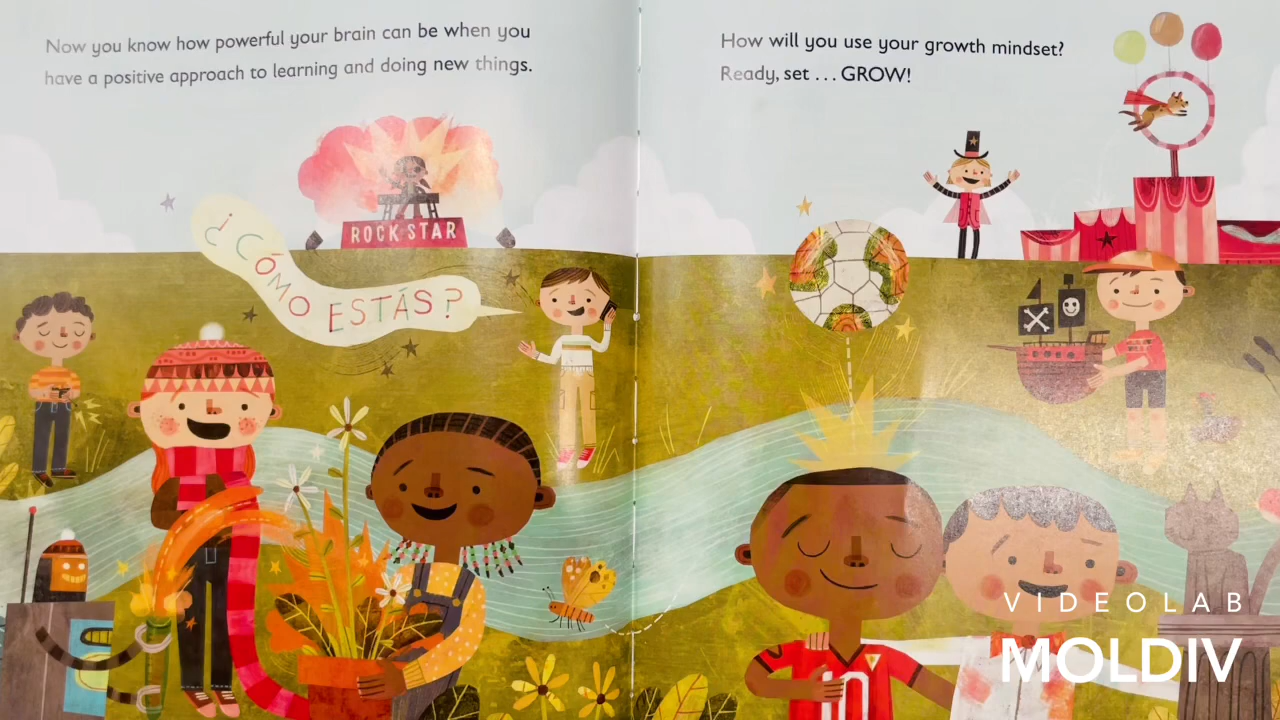 Now you know how powerful your brain can be when you
have a positive approach to learning and doing new things.
ROCK STAR
¿CÓMO ESTÁS?
How will you use your growth mindset?
Ready, set ... GROW!
10
VIDEOLAB
MOLDIV